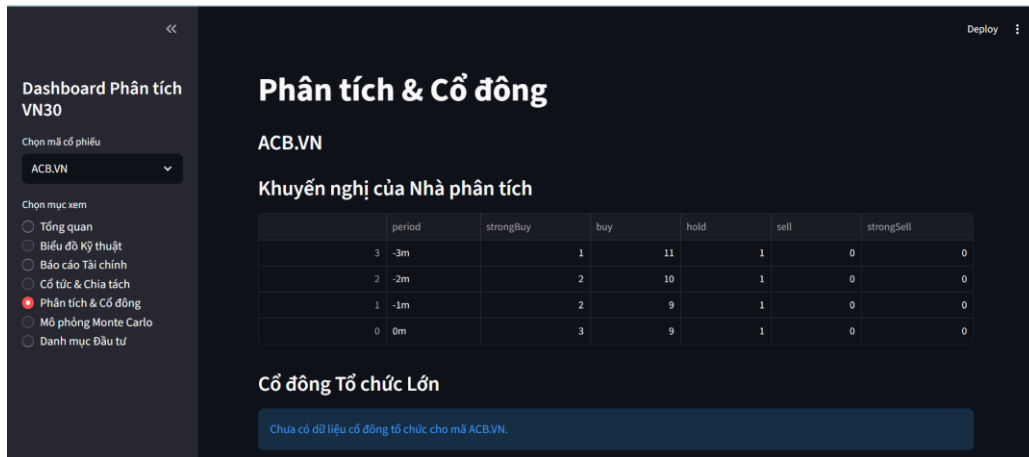 Deploy
Dashboard Phân tích
VN30
Chọn mã cổ phiếu
ACB.VN
Chọn mục xem
Tổng quan
Biểu đồ Kỹ thuật
Báo cáo Tài chính
Cổ tức & Chia tách
Phân tích & Cổ đông
Mô phỏng Monte Carlo
Danh mục Đầu tư
Phân tích & Cổ đông
ACB.VN
Khuyến nghị của Nhà phân tích
period strongBuy buy hold sell strongSell
3 -3m 1 11 1 0 0
2 -2m 2 10 1 0 0
1 -1m 2 9 1 0 0
0 0m 3 9 1 0 0
Cổ đông Tổ chức Lớn
Chưa có dữ liệu cổ đông tổ chức cho mã ACB.VN.